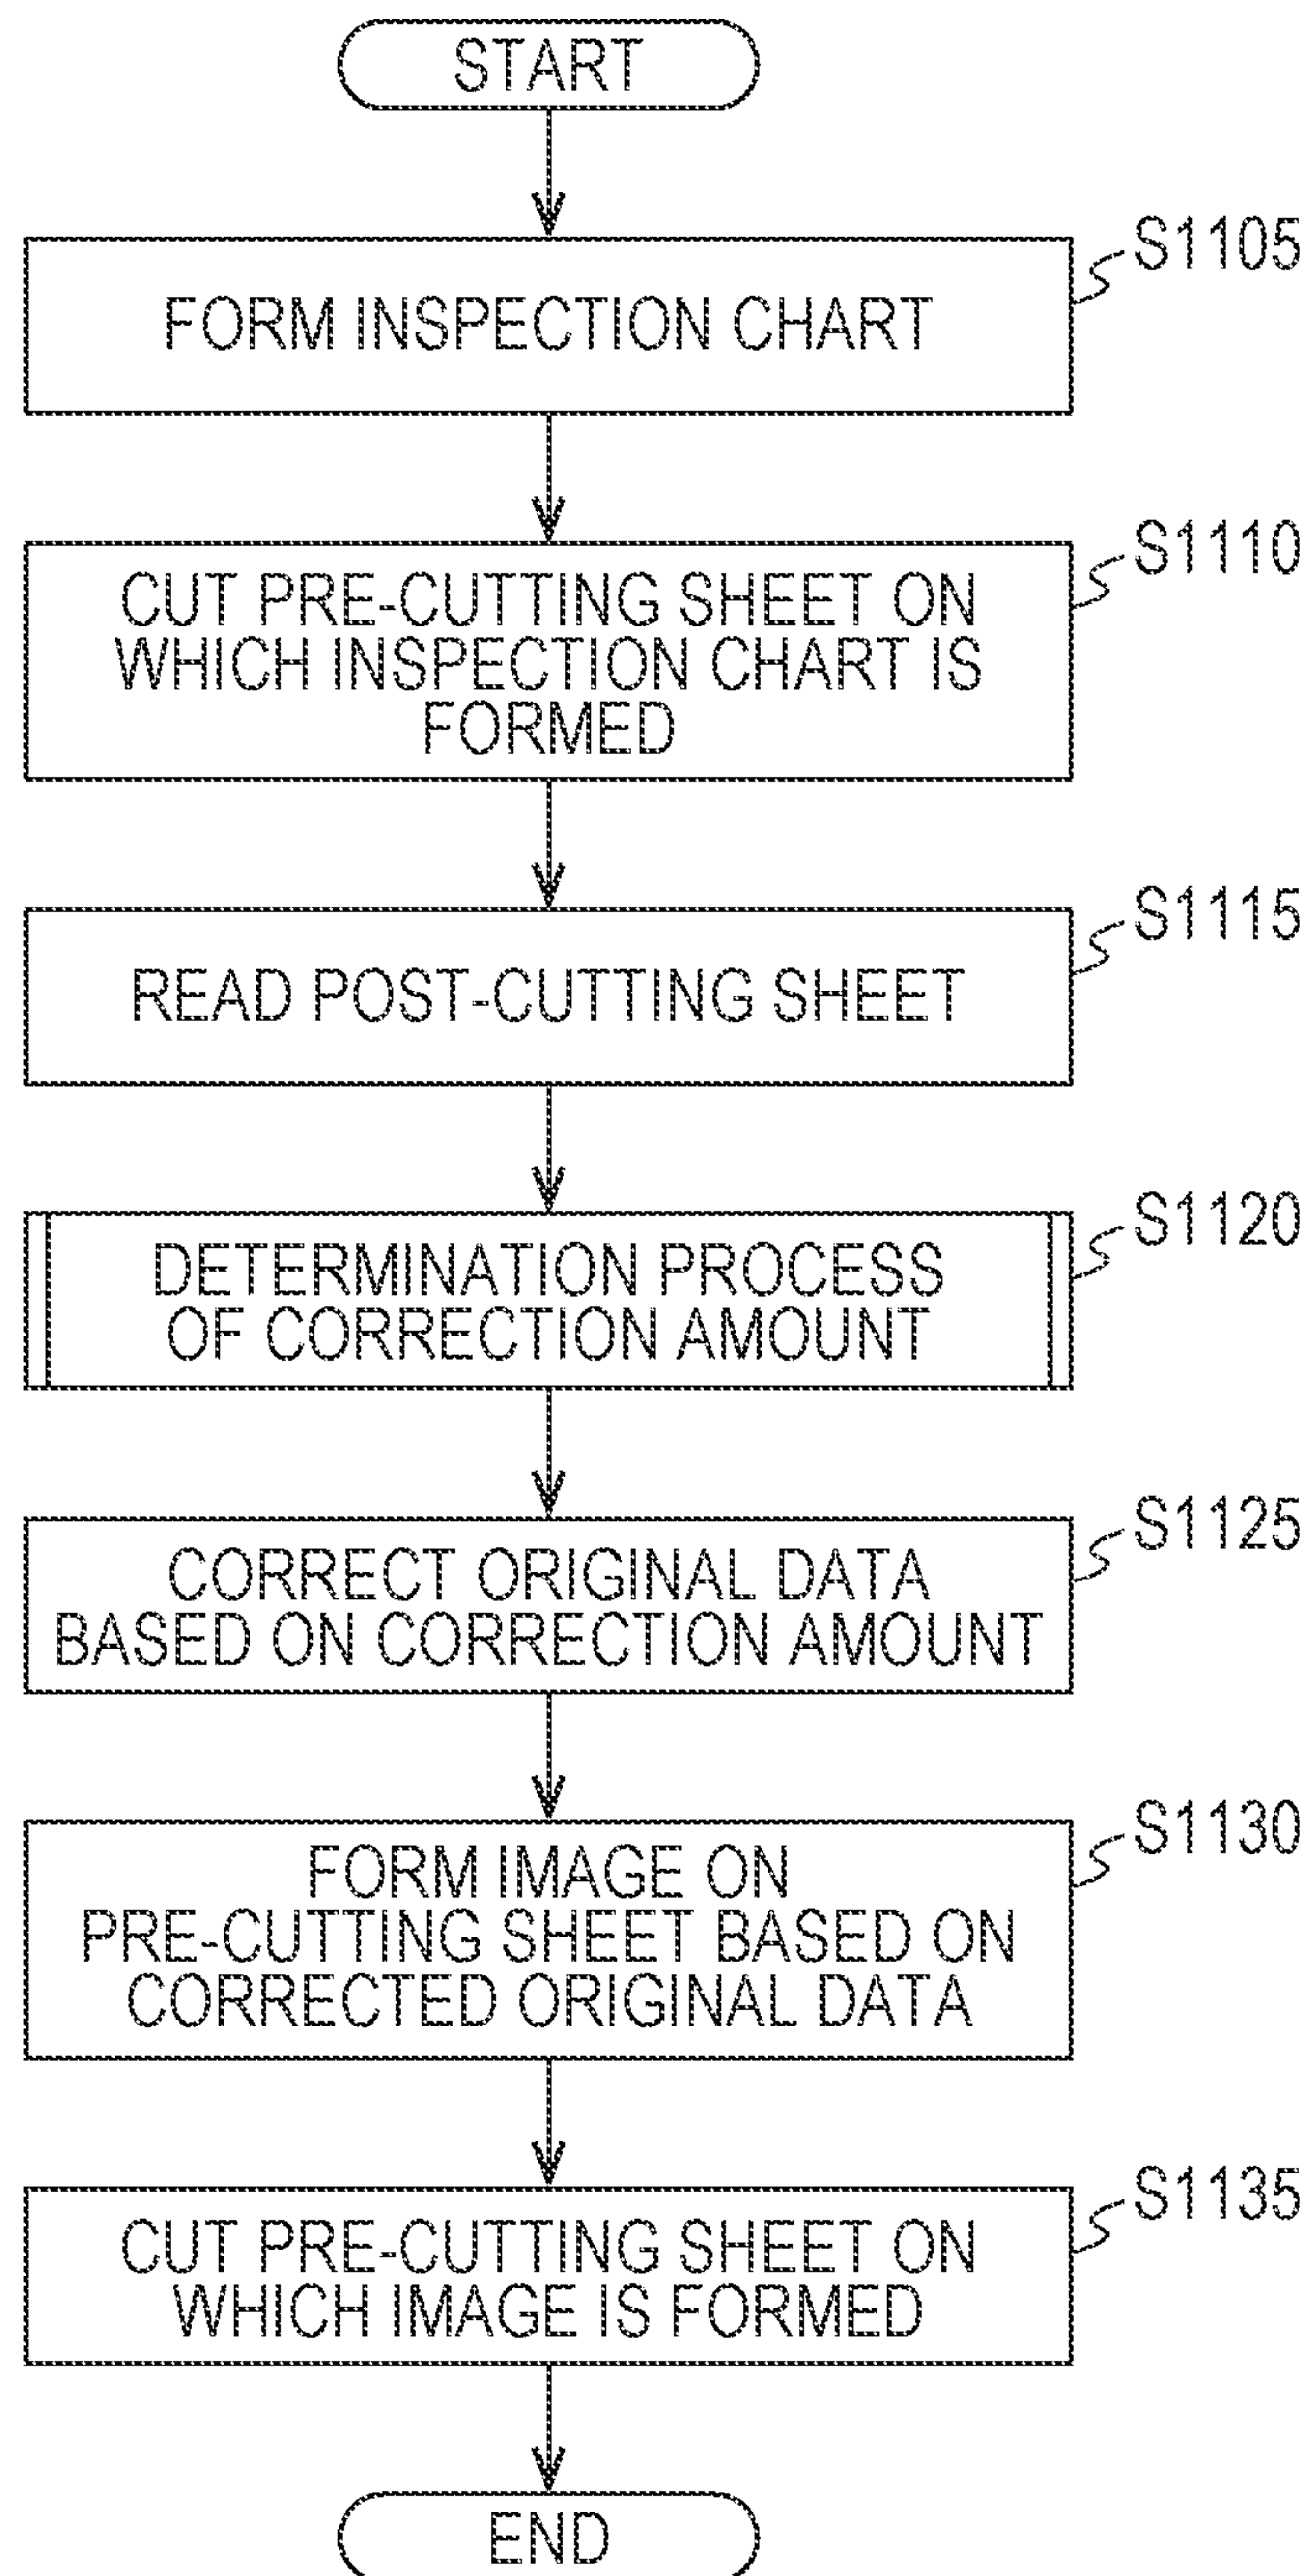 START
S1105
FORM INSPECTION CHART
S1110
CUT PRE-CUTTING SHEET ON
WHICH INSPECTION CHART IS
FORMED
S1115
READ POST-CUTTING SHEET
S1120
DETERMINATION PROCESS
OF CORRECTION AMOUNT
S1125
CORRECT ORIGINAL DATA
BASED ON CORRECTION AMOUNT
S1130
FORM IMAGE ON
PRE-CUTTING SHEET BASED ON
CORRECTED ORIGINAL DATA
S1135
CUT PRE-CUTTING SHEET ON
WHICH IMAGE IS FORMED
END